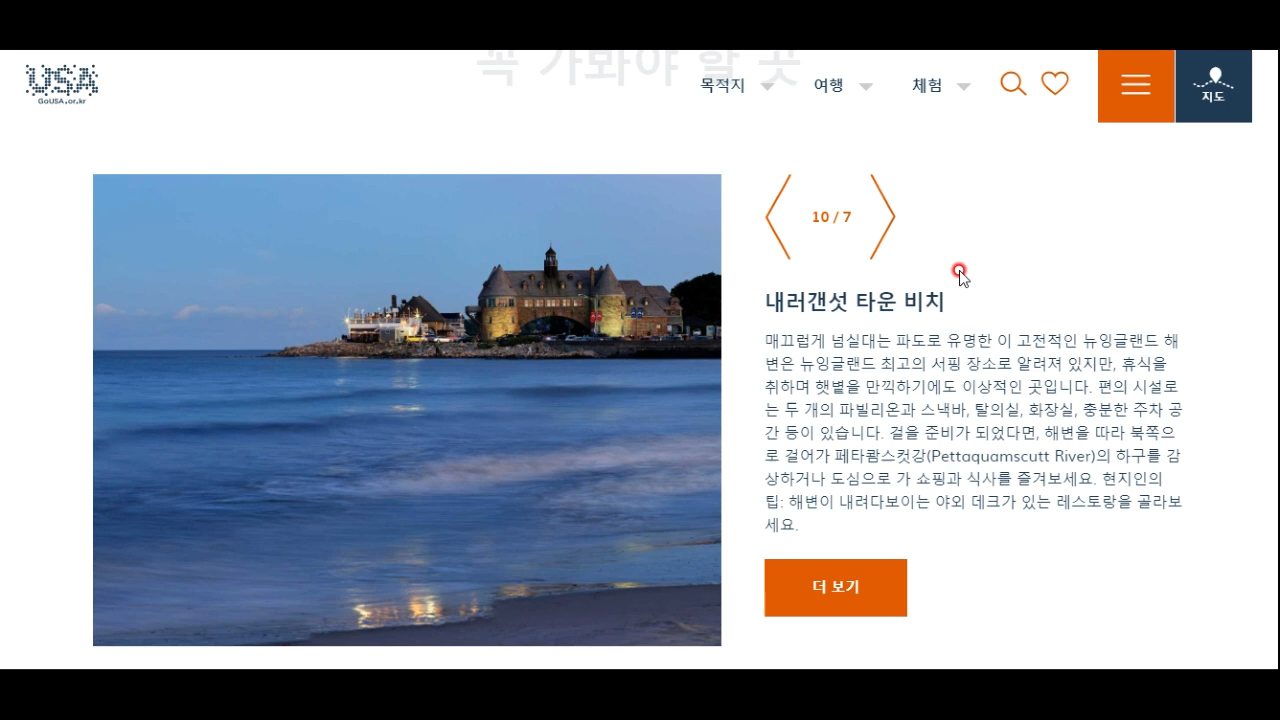 꼭 가봐야 할 곳
USA
GoUSA.or.kr
목적지
여행
체험
지도
10 / 7
내러갠섯 타운 비치
매끄럽게 넘실대는 파도로 유명한 이 고전적인 뉴잉글랜드 해
변은 뉴잉글랜드 최고의 서핑 장소로 알려져 있지만, 휴식을
취하며 햇볕을 만끽하기에도 이상적인 곳입니다. 편의 시설로
는 두 개의 파빌리온과 스낵바, 탈의실, 화장실, 충분한 주차 공
간 등이 있습니다. 걸을 준비가 되었다면, 해변을 따라 북쪽으
로 걸어가 페타쾀스컷강(Pettaquamscutt River)의 하구를 감
상하거나 도심으로 가 쇼핑과 식사를 즐겨보세요. 현지인의
팁: 해변이 내려다보이는 야외 데크가 있는 레스토랑을 골라보
세요.
더 보기